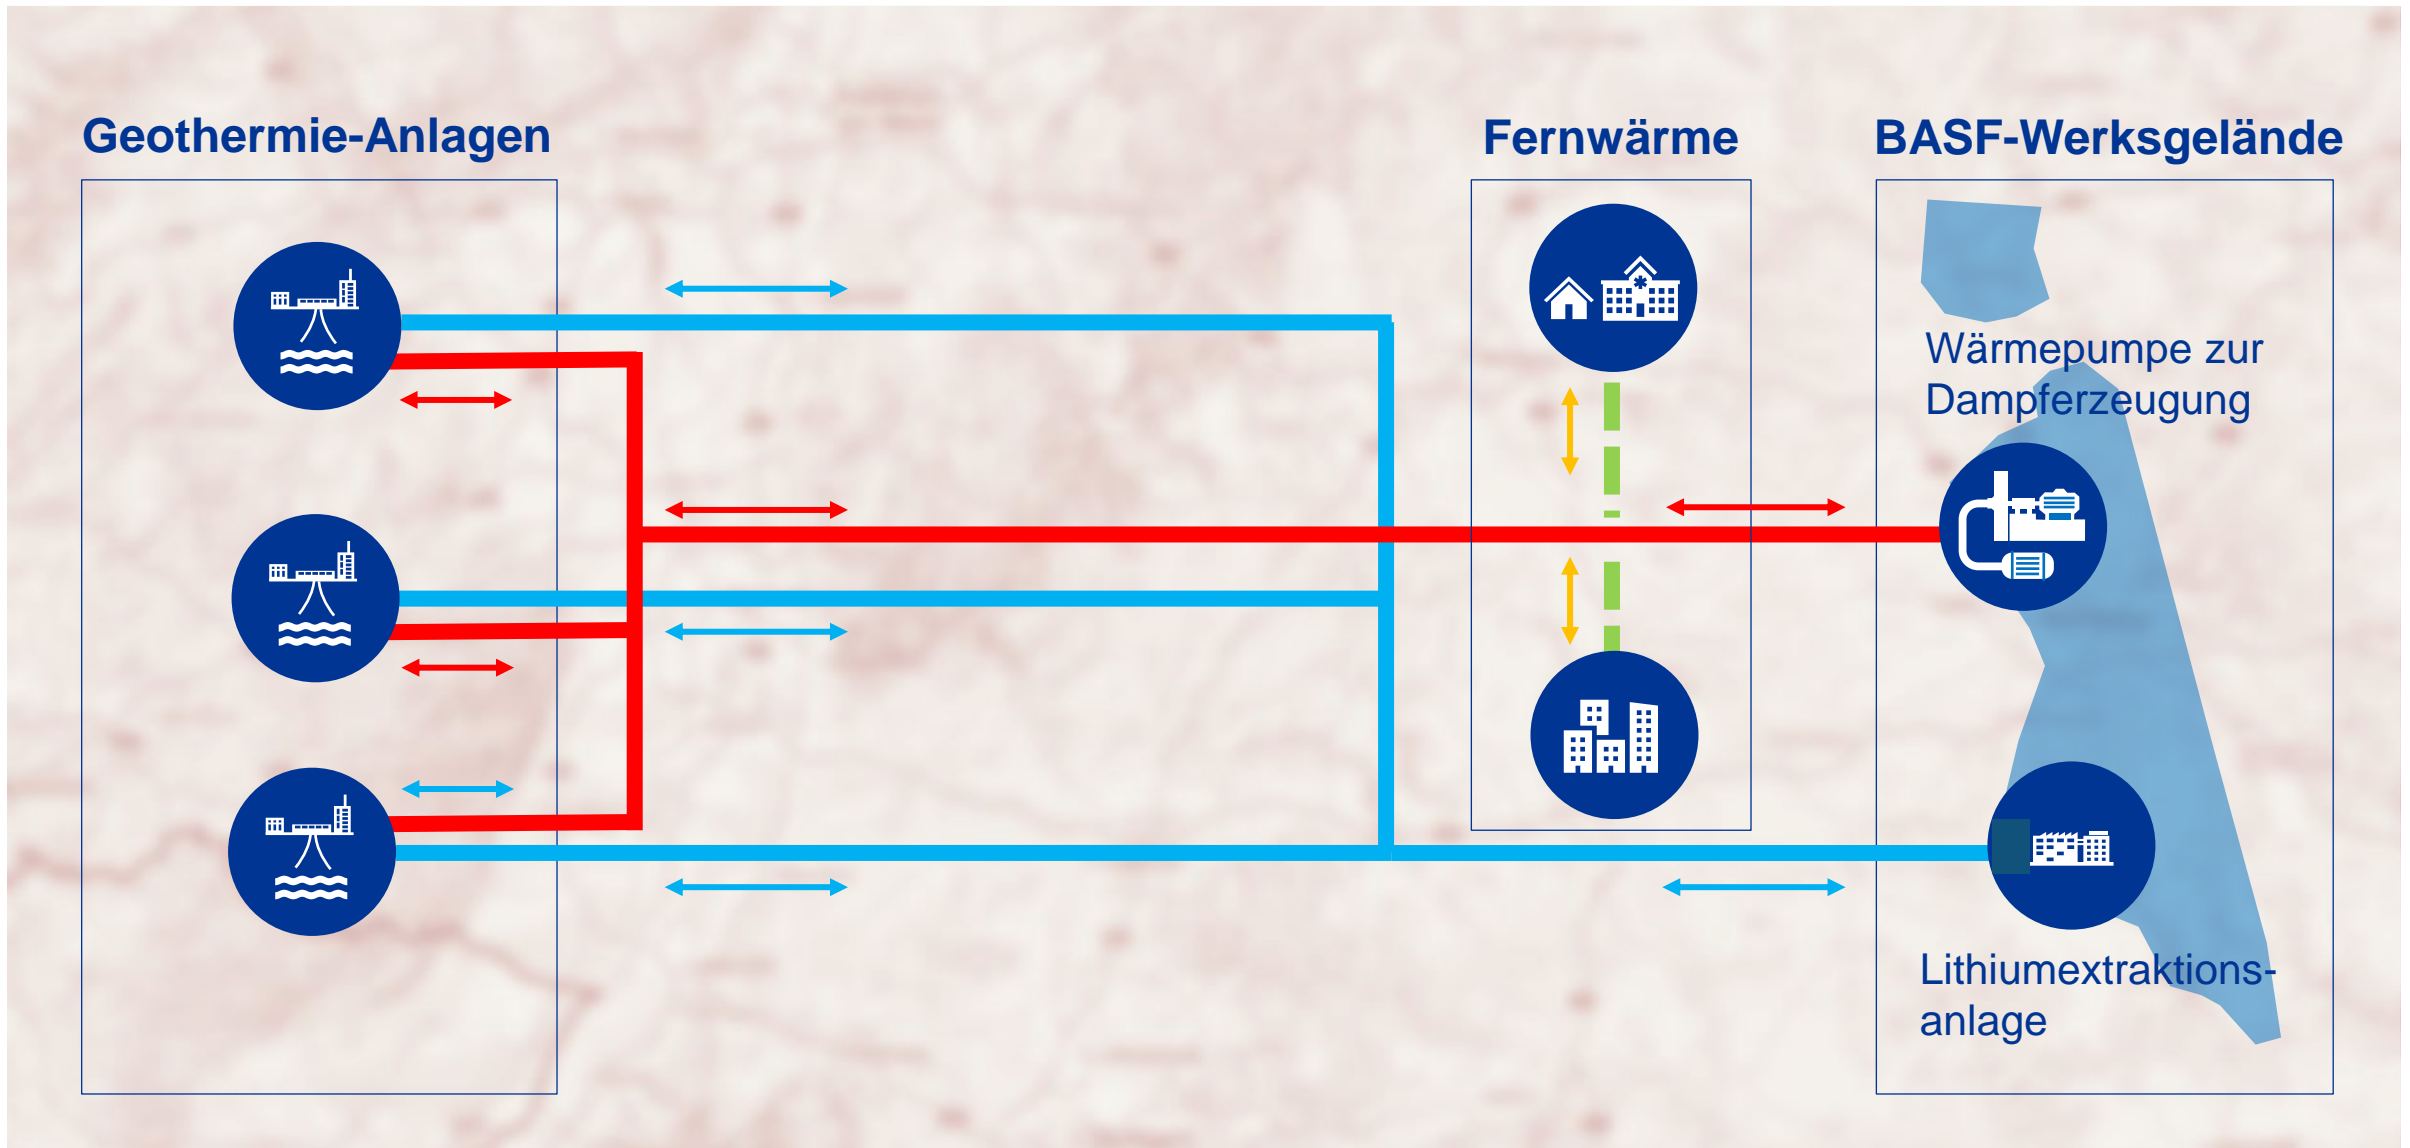 Geothermie-Anlagen
Fernwärme
BASF-Werksgelände
Wärmepumpe zur
Dampferzeugung
Lithiumextraktions-
anlage